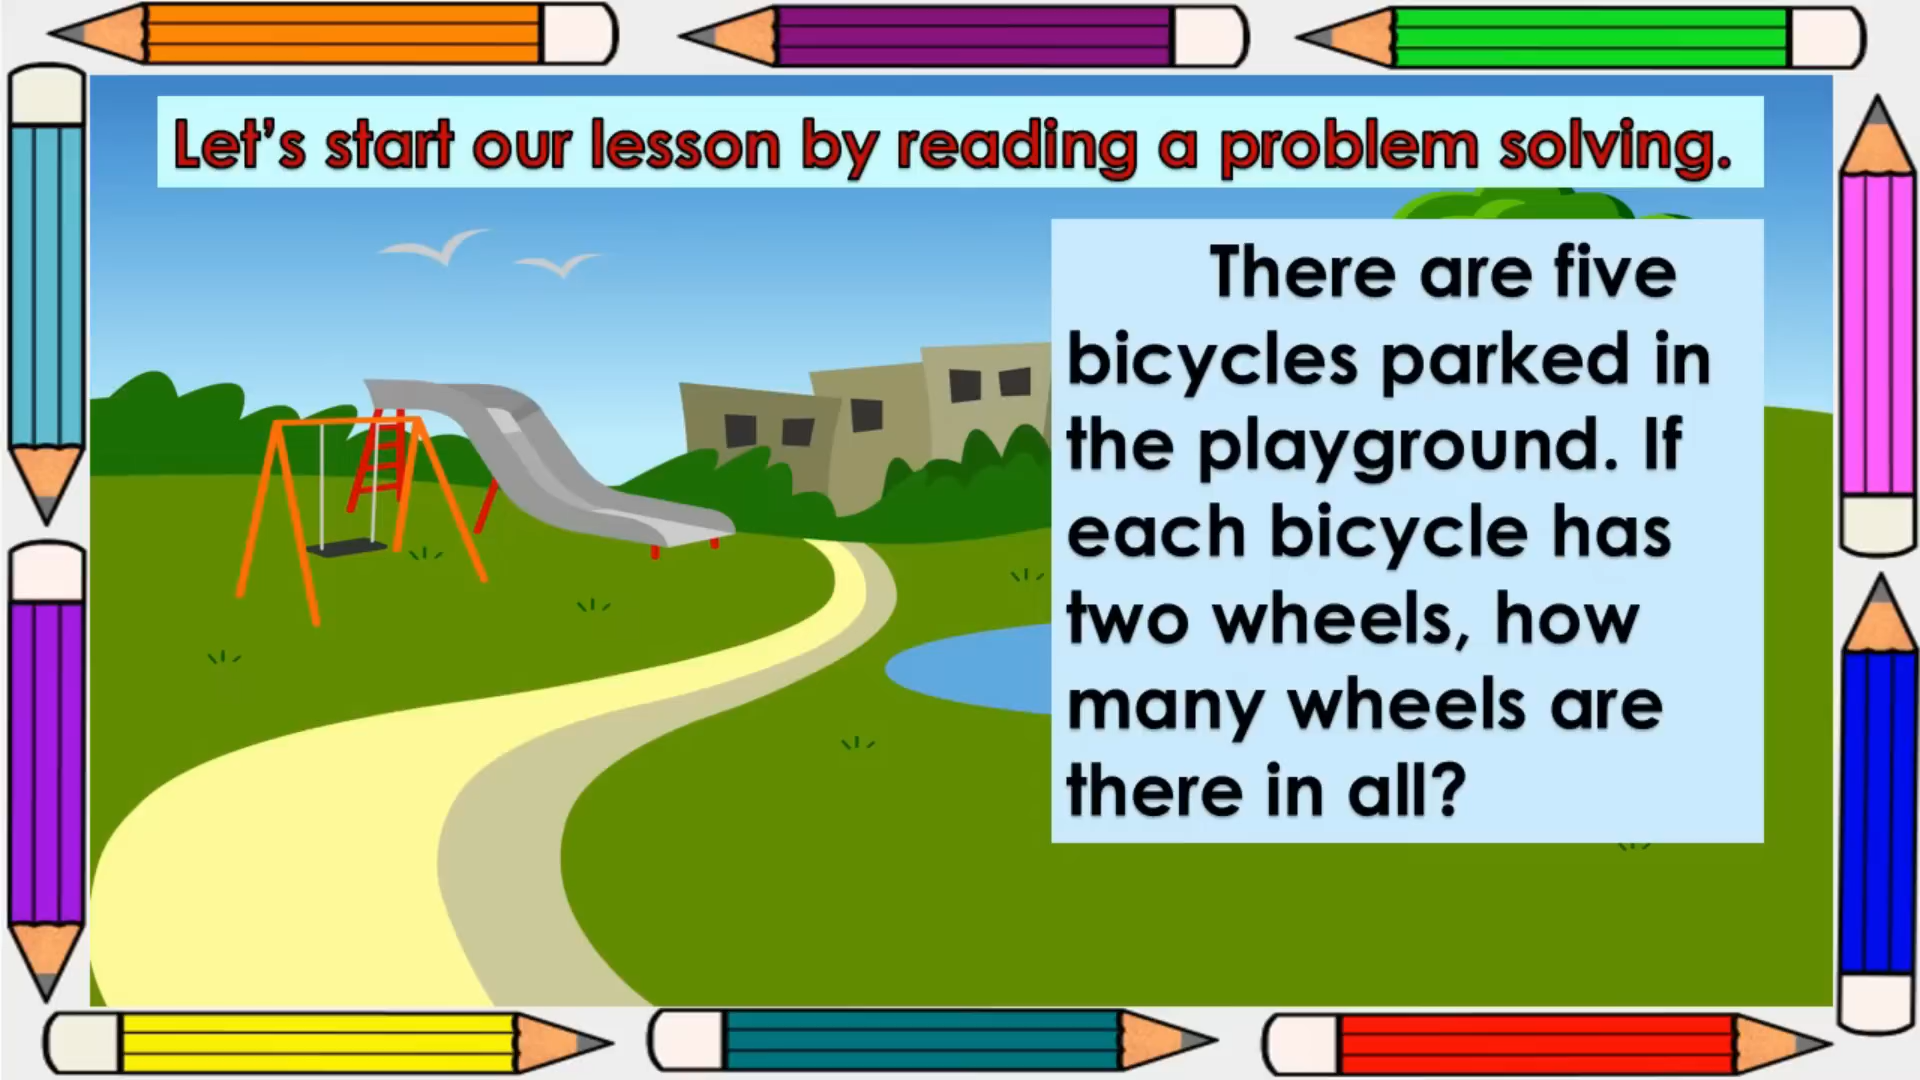 Let’s start our lesson by reading a problem solving.
There are five
bicycles parked in
the playground. If
each bicycle has
two wheels, how
many wheels are
there in all?